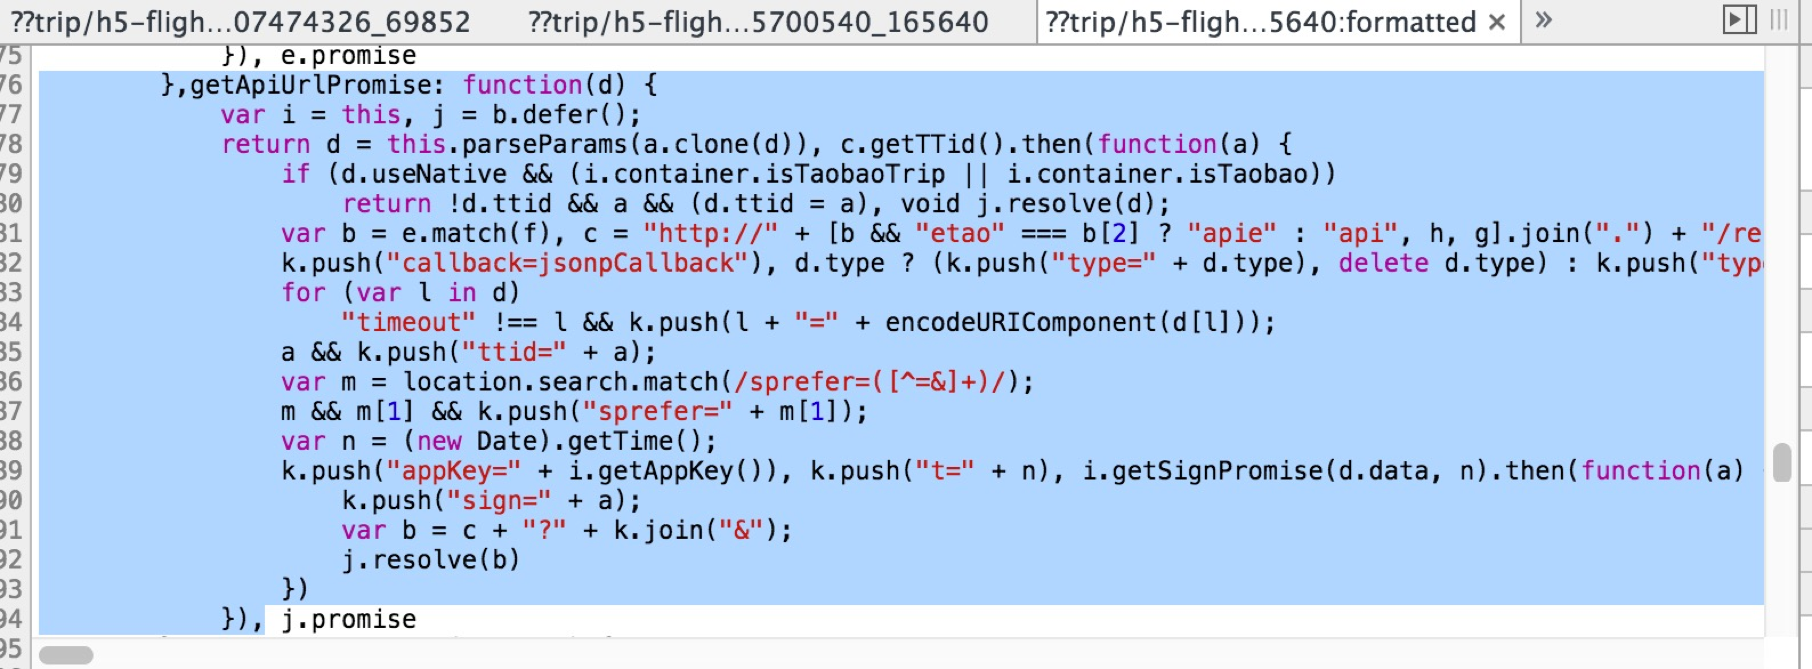 ??trip/h5-fligh...07474326_69852 ??trip/h5-fligh...5700540_165640 ??trip/h5-fligh...5640:formatted × »
75 }), e.promise
76 },getApiUrlPromise: function(d) {
77 var i = this, j = b.defer();
78 return d = this.parseParams(a.clone(d)), c.getTTid().then(function(a) {
79 if (d.useNative && (i.container.isTaobaoTrip || i.container.isTaobao))
80 return !d.ttid && a && (d.ttid = a), void j.resolve(d);
81 var b = e.match(f), c = "http://" + [b && "etao" === b[2] ? "apie" : "api", h, g].join(".") + "/re
82 k.push("callback=jsonpCallback"), d.type ? (k.push("type=" + d.type), delete d.type) : k.push("typ
83 for (var l in d)
84 "timeout" !== l && k.push(l + "=" + encodeURIComponent(d[l]));
85 a && k.push("ttid=" + a);
86 var m = location.search.match(/sprefer=([^=&]+)/);
87 m && m[1] && k.push("sprefer=" + m[1]);
88 var n = (new Date).getTime();
89 k.push("appKey=" + i.getAppKey()), k.push("t=" + n), i.getSignPromise(d.data, n).then(function(a)
90 k.push("sign=" + a);
91 var b = c + "?" + k.join("&");
92 j.resolve(b)
93 })
94 }), j.promise
95